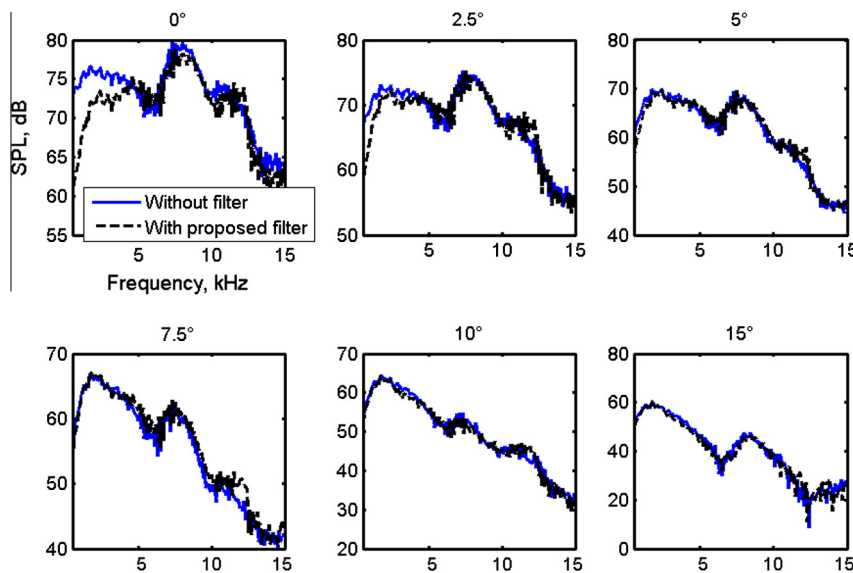 0° 2.5° 5°
80 80 80
75
70 70 70
65
60 60 60
55 50 50 40
SPL, dB
Without filter
With proposed filter
5 10 15 5 10 15 5 10 15
Frequency, kHz
7.5° 10° 15°
70 70 80
60 60 60
50 50 40
40 30 20
40 20 0
5 10 15 5 10 15 5 10 15